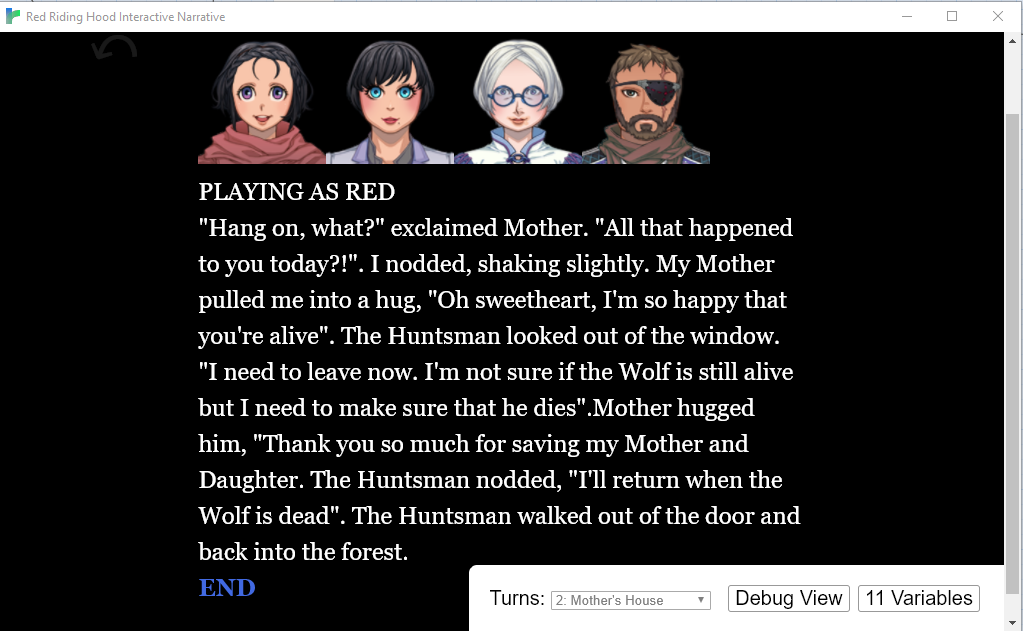 Red Riding Hood Interactive Narrative
PLAYING AS RED
"Hang on, what?" exclaimed Mother. "All that happened
to you today?!". I nodded, shaking slightly. My Mother
pulled me into a hug, "Oh sweetheart, I'm so happy that
you're alive". The Huntsman looked out of the window.
"I need to leave now. I'm not sure if the Wolf is still alive
but I need to make sure that he dies".Mother hugged
him, "Thank you so much for saving my Mother and
Daughter. The Huntsman nodded, "I'll return when the
Wolf is dead". The Huntsman walked out of the door and
back into the forest.
END
Turns: 2: Mother's House Debug View 11 Variables